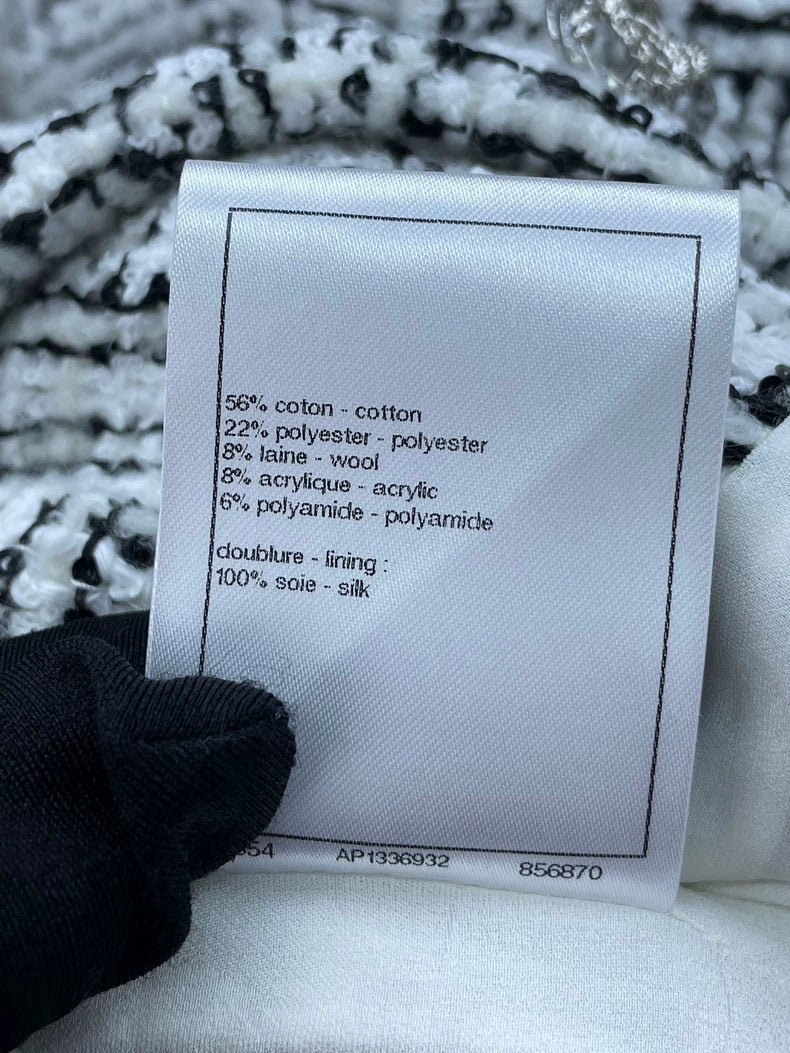 56% coton - cotton
22% polyester - polyester
8% laine - wool
8% acrylique - acrylic
6% polyamide - polyamide
doublure - lining :
100% soie - silk
AP1336932 856870